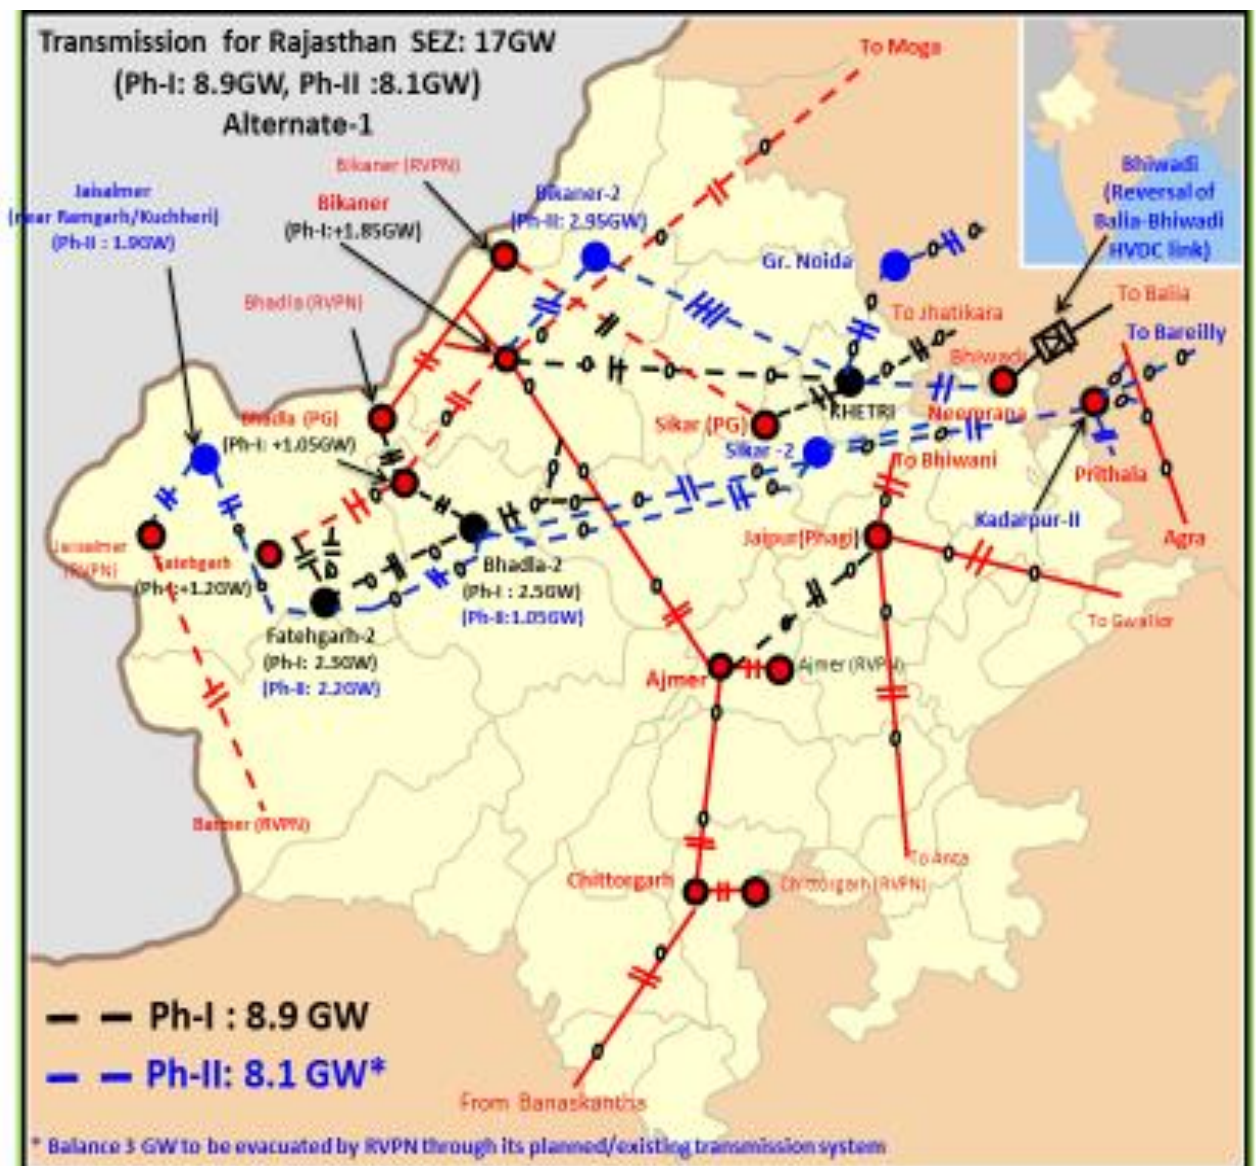 Transmission for Rajasthan SEZ: 17GW
(Ph-I: 8.9GW, Ph-II :8.1GW)
Alternate-1
To Moga
Bikaner (RVPN)
Jaisalmer
(near Ramgarh/Kuchheri)
(Ph-II : 1.9GW)
Bikaner
(Ph-I:+1.85GW)
Bikaner-2
(Ph-II: 2.95GW)
Bhiwadi
(Reversal of
Balia-Bhiwadi
HVDC link)
Gr. Noida
Bhadla (RVPN)
To Jhatikara
To Balia
To Bareilly
Bhiwadi
KHETRI
Neemrana
Bhadla (PG)
(Ph-I: +1.05GW)
Sikar (PG)
Sikar -2
To Bhiwani
Prithala
Kadarpur-II
Agra
Jaisalmer
(RVPN)
Fatehgarh
(Ph-I:+1.2GW)
Jaipur(Phagi)
Bhadla-2
(Ph-I : 2.5GW)
(Ph-II:1.05GW)
Fatehgarh-2
(Ph-I: 2.3GW)
(Ph-II: 2.2GW)
To Gwalior
Ajmer
Ajmer (RVPN)
Barmer (RVPN)
To Anta
Chittorgarh
Chittorgarh (RVPN)
Ph-I : 8.9 GW
Ph-II: 8.1 GW*
From Banaskantha
* Balance 3 GW to be evacuated by RVPN through its planned/existing transmission system